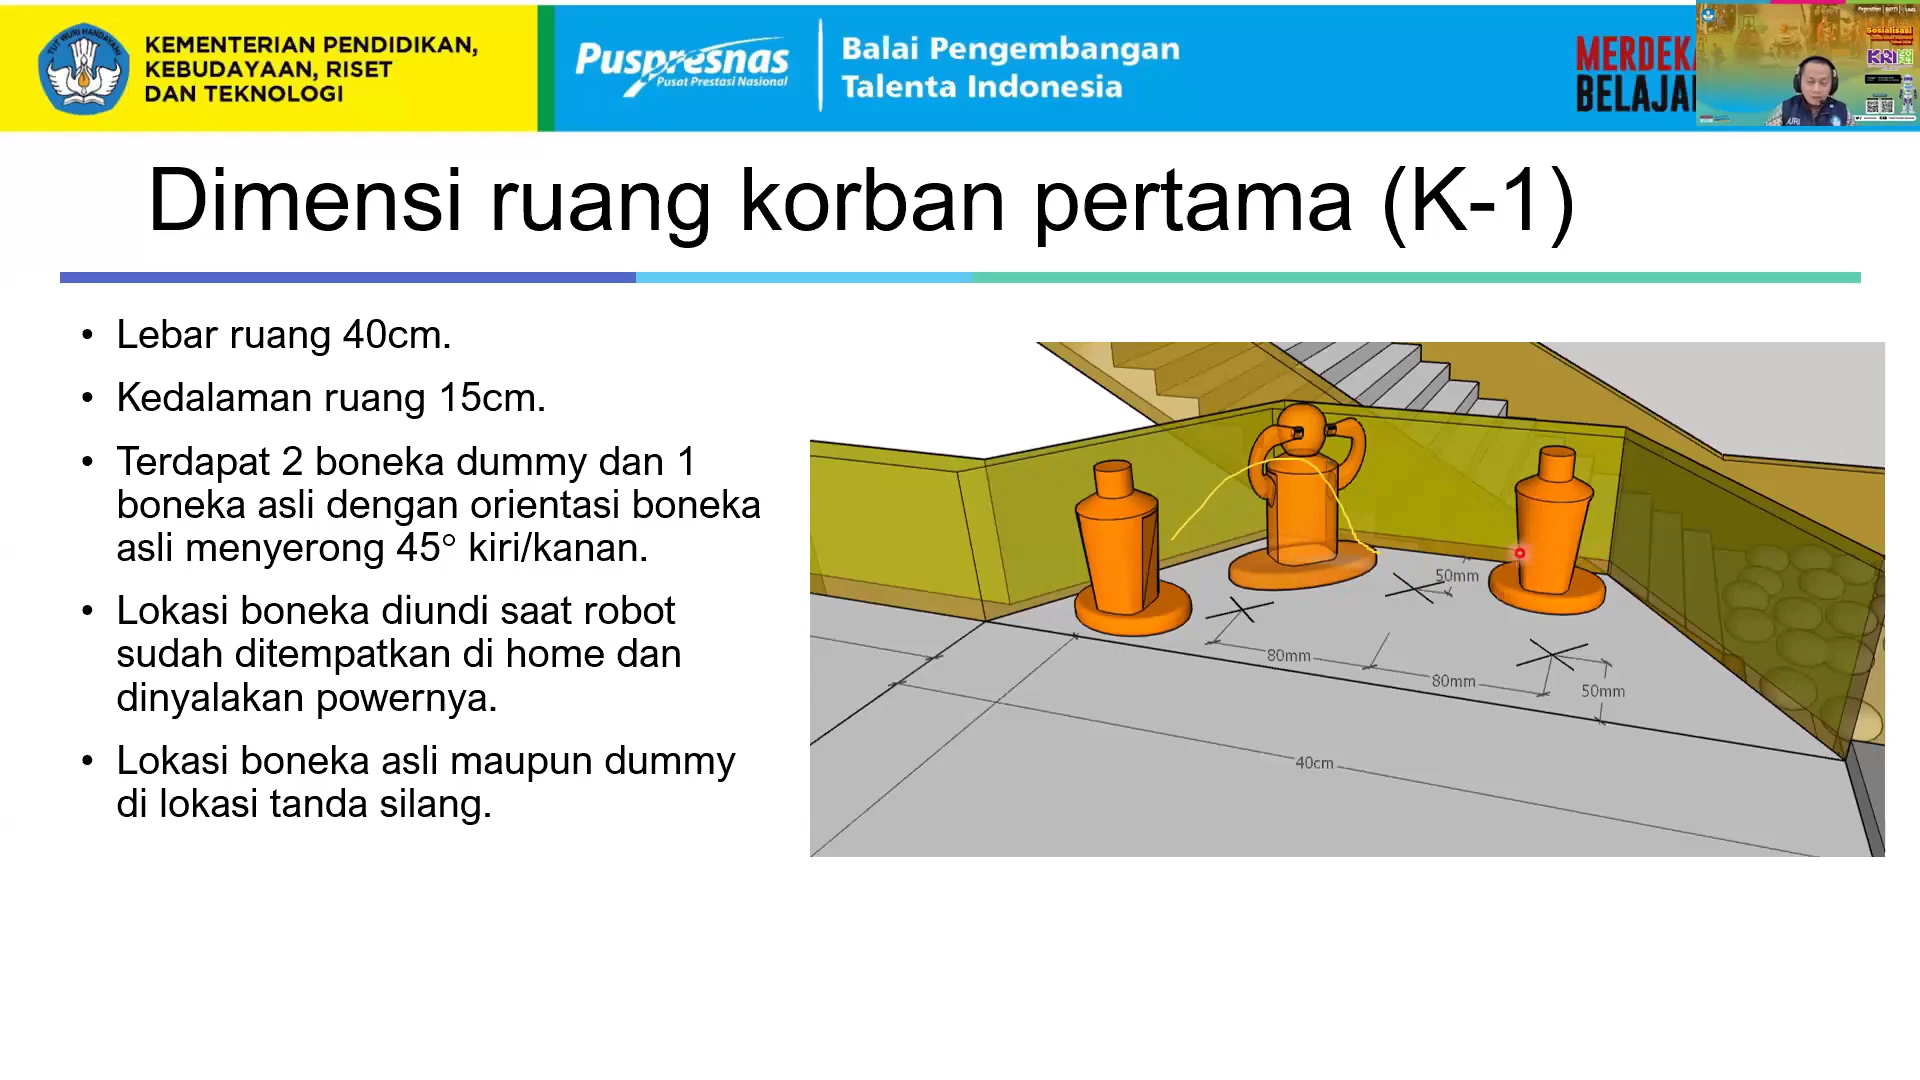 KEMENTERIAN PENDIDIKAN,
KEBUDAYAAN, RISET
DAN TEKNOLOGI
Puspresnas
Pusat Prestasi Nasional
Balai Pengembangan
Talenta Indonesia
MERDEKA
BELAJA
Sosialisasi
KRI
Dimensi ruang korban pertama (K-1)
• Lebar ruang 40cm.
• Kedalaman ruang 15cm.
• Terdapat 2 boneka dummy dan 1
boneka asli dengan orientasi boneka
asli menyerong 45° kiri/kanan.
• Lokasi boneka diundi saat robot
sudah ditempatkan di home dan
dinyalakan powernya.
• Lokasi boneka asli maupun dummy
di lokasi tanda silang.
50mm
80mm
80mm
50mm
40cm